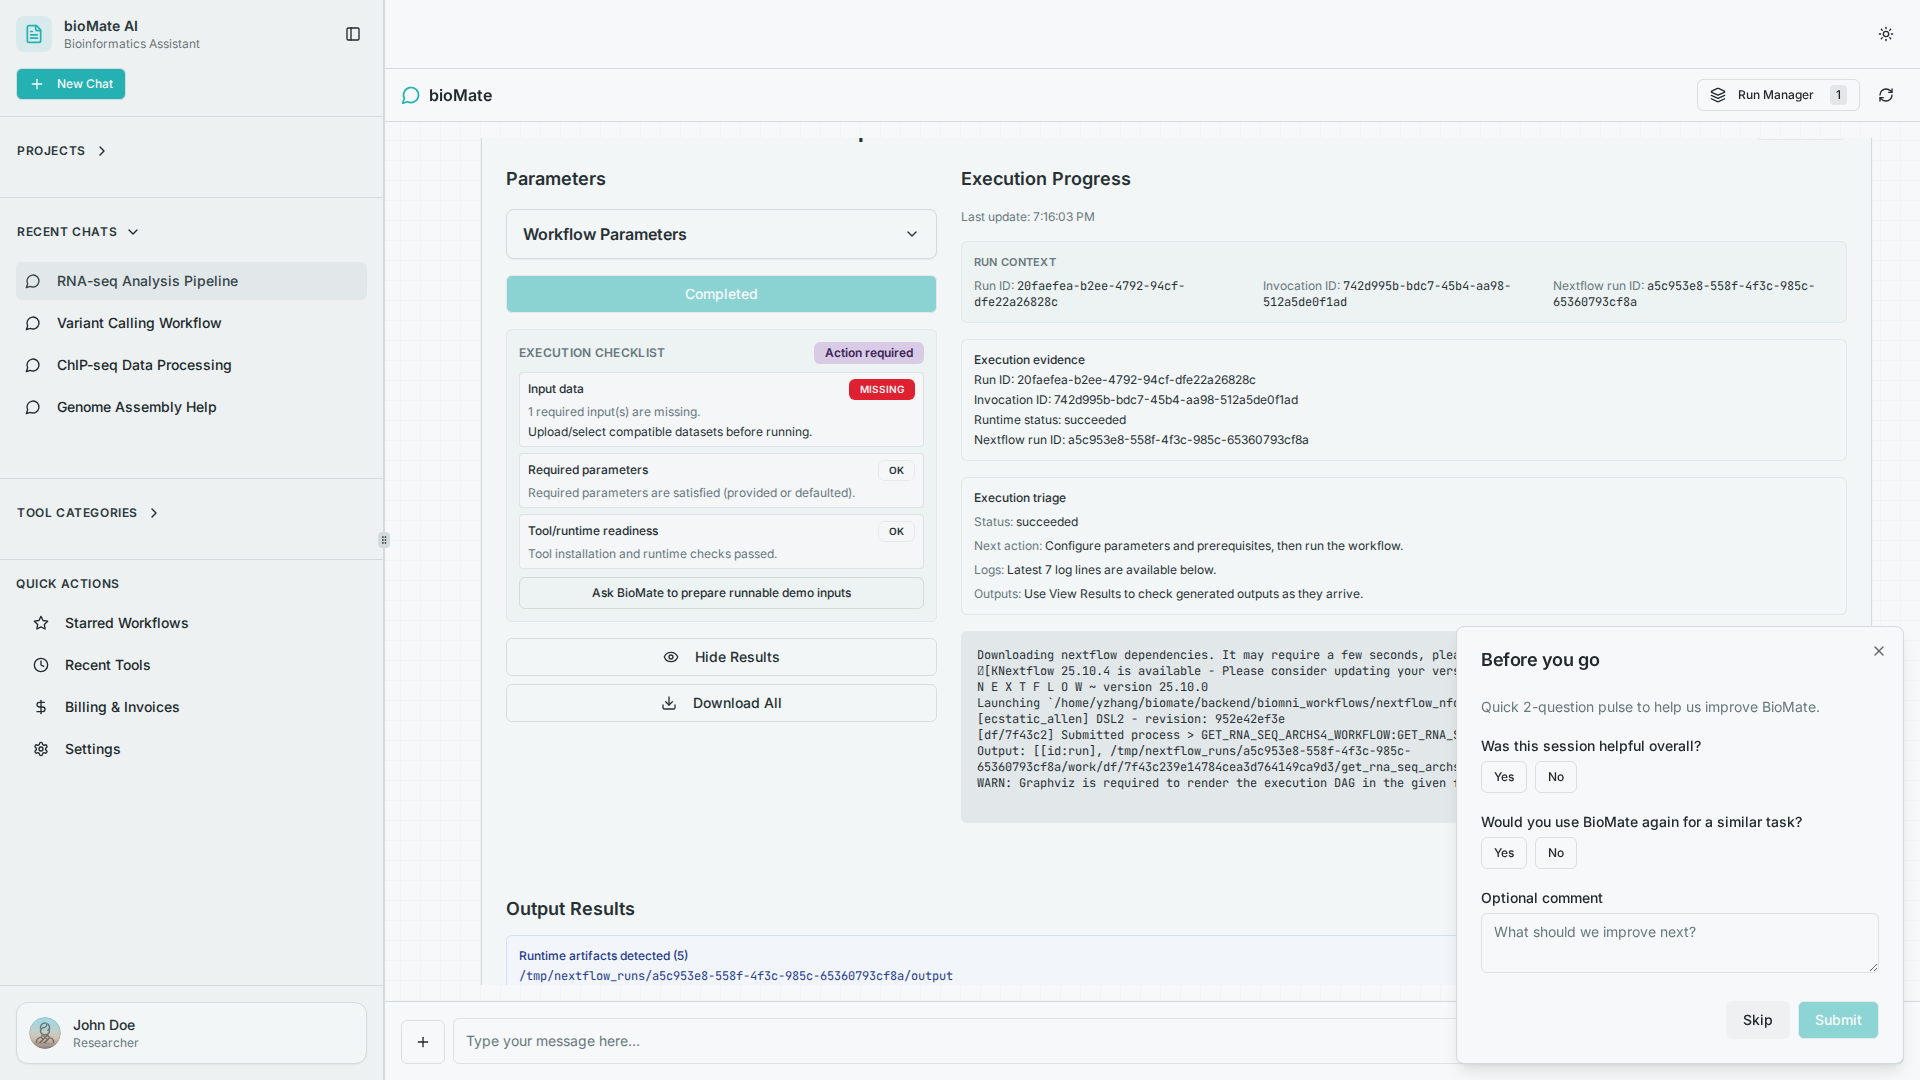 bioMate AI
Bioinformatics Assistant
New Chat
PROJECTS
RECENT CHATS
RNA-seq Analysis Pipeline
Variant Calling Workflow
ChIP-seq Data Processing
Genome Assembly Help
TOOL CATEGORIES
QUICK ACTIONS
Starred Workflows
Recent Tools
Billing & Invoices
Settings
John Doe
Researcher
bioMate
Run Manager 1
Parameters
Workflow Parameters
Completed
EXECUTION CHECKLIST
Action required
Input data
MISSING
1 required input(s) are missing.
Upload/select compatible datasets before running.
Required parameters
OK
Required parameters are satisfied (provided or defaulted).
Tool/runtime readiness
OK
Tool installation and runtime checks passed.
Ask BioMate to prepare runnable demo inputs
Hide Results
Download All
Execution Progress
Last update: 7:16:03 PM
RUN CONTEXT
Run ID: 20faefea-b2ee-4792-94cf-
dfe22a26828c
Invocation ID: 742d995b-bdc7-45b4-aa98-
512a5de0f1ad
Nextflow run ID: a5c953e8-558f-4f3c-985c-
65360793cf8a
Execution evidence
Run ID: 20faefea-b2ee-4792-94cf-dfe22a26828c
Invocation ID: 742d995b-bdc7-45b4-aa98-512a5de0f1ad
Runtime status: succeeded
Nextflow run ID: a5c953e8-558f-4f3c-985c-65360793cf8a
Execution triage
Status: succeeded
Next action: Configure parameters and prerequisites, then run the workflow.
Logs: Latest 7 log lines are available below.
Outputs: Use View Results to check generated outputs as they arrive.
Downloading nextflow dependencies. It may require a few seconds,
[KNextflow 25.10.4 is available - Please consider updating your
N E X T F L O W ~ version 25.10.0
Launching `/home/yzhang/biomate/backend/biomni_workflows/
[ecstatic_allen] DSL2 - revision: 952e42ef3e
[df/7f43c2] Submitted process > GET_RNA_SEQ_ARCHS4_WORKFLOW:
Output: [[id:run], /tmp/nextflow_runs/a5c953e8-558f-4f3c-985c-
65360793cf8a/work/df/7f43c239e14784cea3d764149ca9d3/
WARN: Graphviz is required to render the execution DAG in the given
Output Results
Runtime artifacts detected (5)
/tmp/nextflow_runs/a5c953e8-558f-4f3c-985c-65360793cf8a/output
Type your message here...
Before you go
Quick 2-question pulse to help us improve BioMate.
Was this session helpful overall?
Yes No
Would you use BioMate again for a similar task?
Yes No
Optional comment
What should we improve next?
Skip Submit